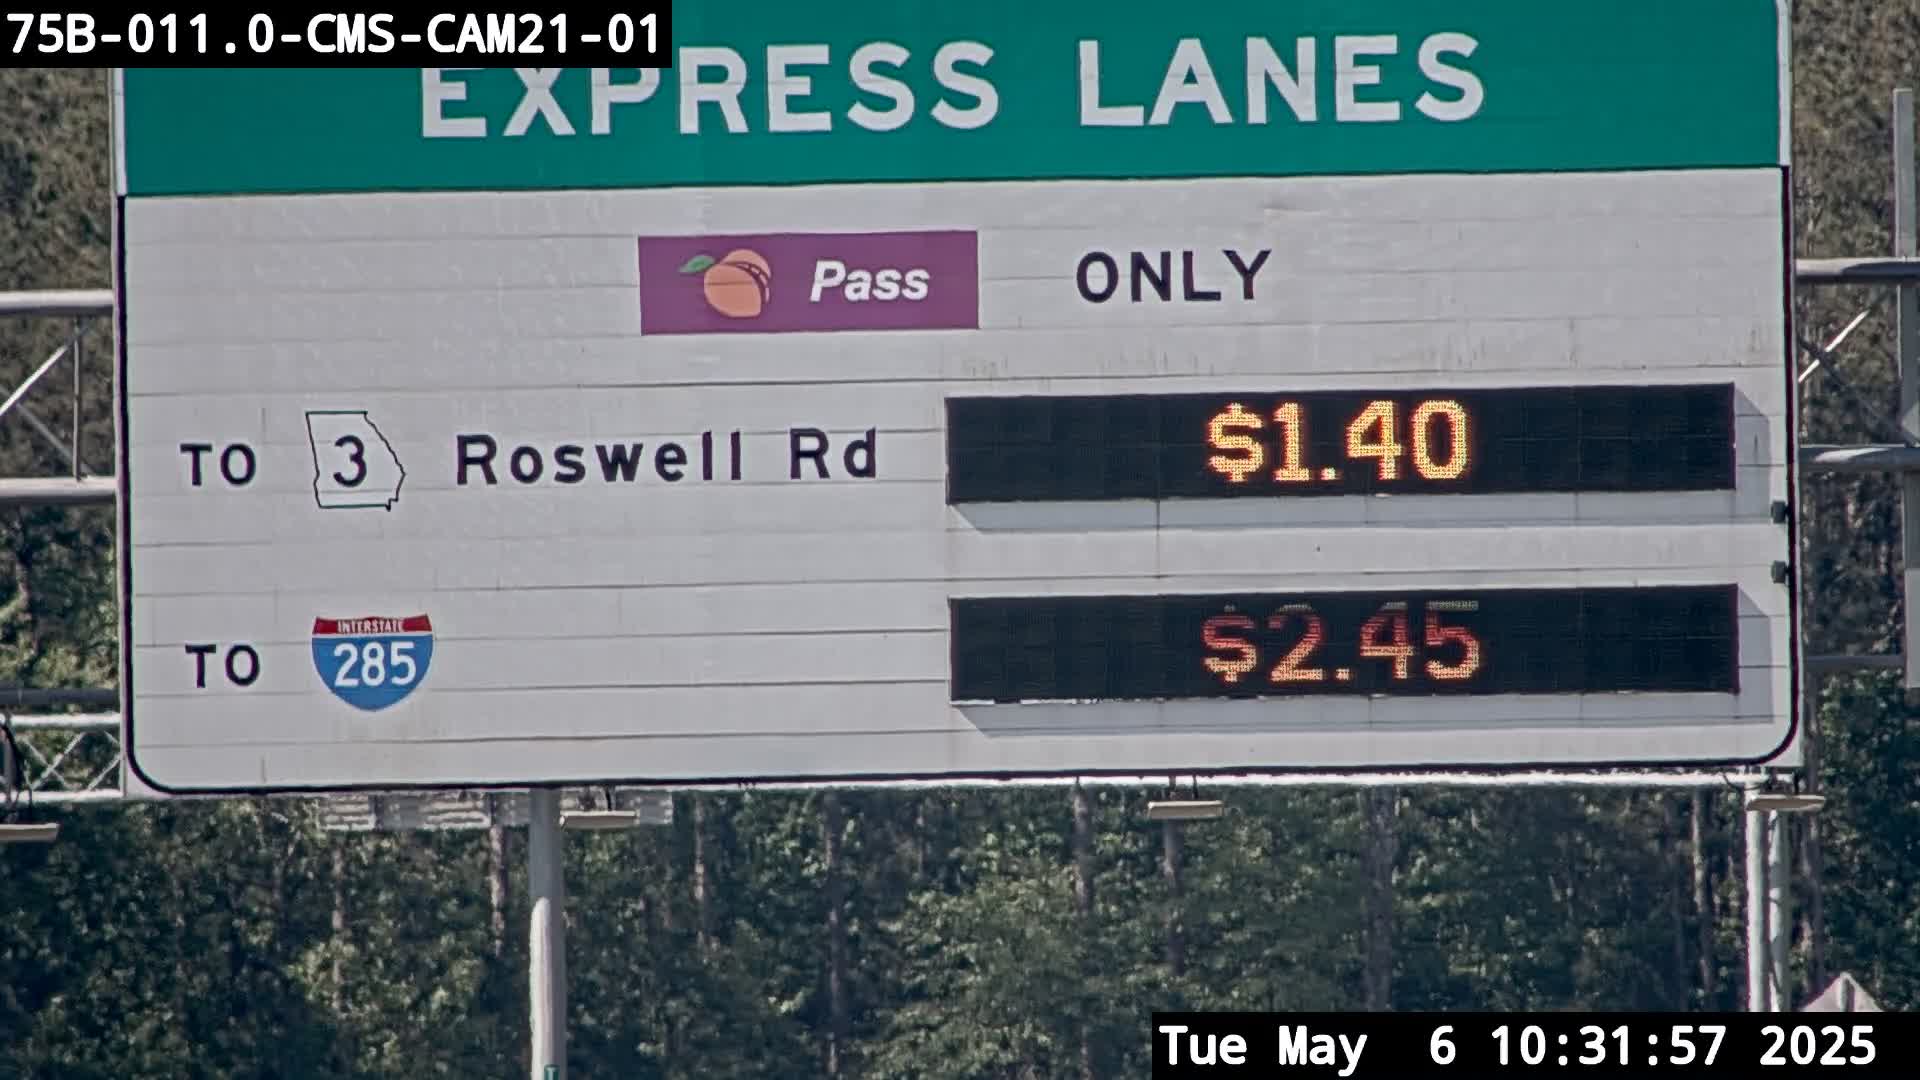 75B-011.0-CMS-CAM21-01
EXPRESS LANES
Pass ONLY
TO 3 Roswell Rd $1.40
INTERSTATE
TO 285 $2.45
Tue May 6 10:31:57 2025